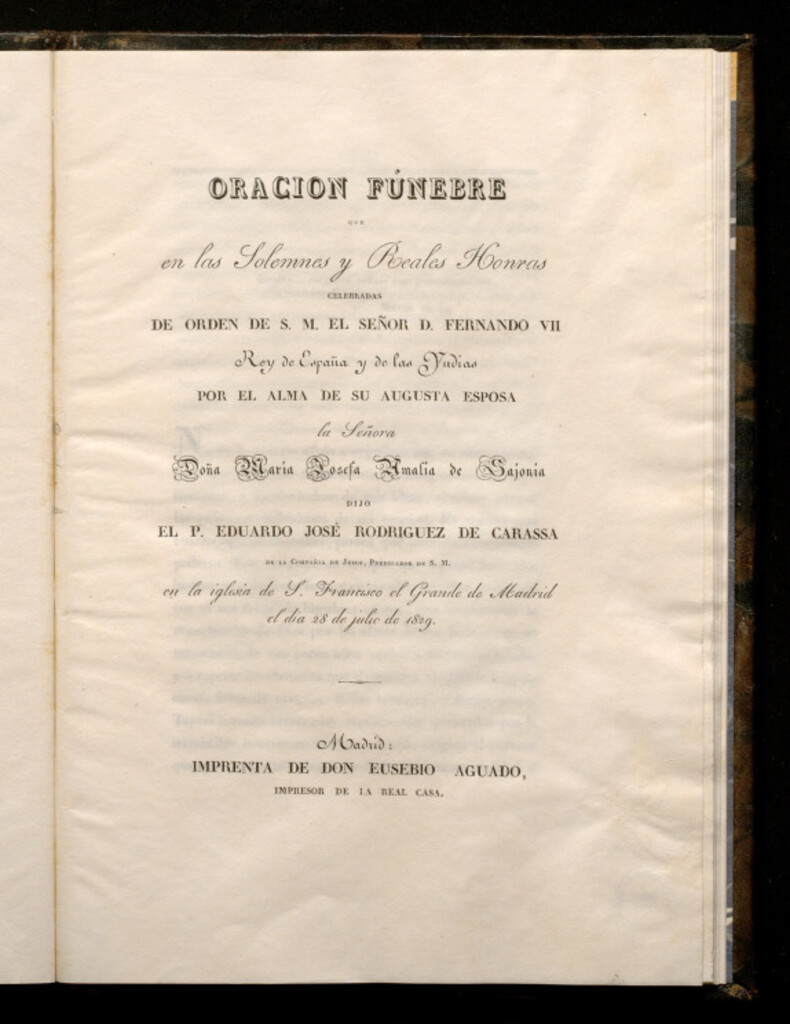 ORACION FÚNEBRE
QUE
en las Solemnes y Reales Honras
CELEBRADAS
DE ORDEN DE S. M. EL SEÑOR D. FERNANDO VII
Rey de España y de las Yndias
POR EL ALMA DE SU AUGUSTA ESPOSA
la Señora
Doña María Josefa Amalia de Sajonia
DIJO
EL P. EDUARDO JOSÉ RODRIGUEZ DE CARASSA
DE LA COMPAÑIA DE JESUS, PREDICADOR DE S. M.
en la iglesia de S. Francisco el Grande de Madrid
el dia 28 de julio de 1829.
Madrid:
IMPRENTA DE DON EUSEBIO AGUADO,
IMPRESOR DE LA REAL CASA.